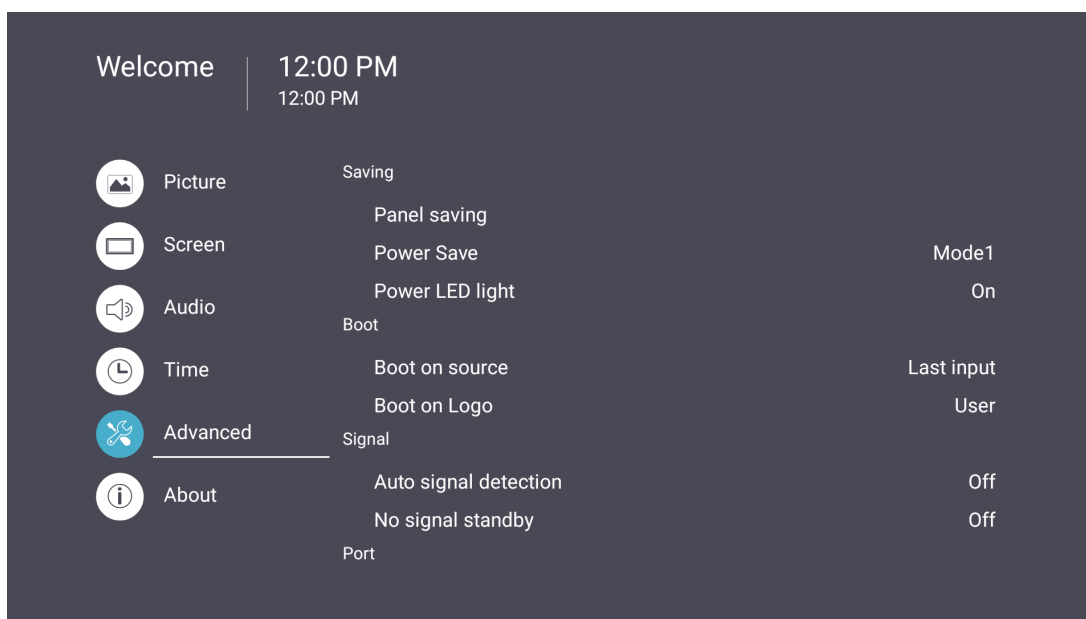 Welcome
12:00 PM
12:00 PM
Picture
Screen
Audio
Time
Advanced
About
Saving
Panel saving
Power Save Mode1
Power LED light On
Boot
Boot on source Last input
Boot on Logo User
Signal
Auto signal detection Off
No signal standby Off
Port